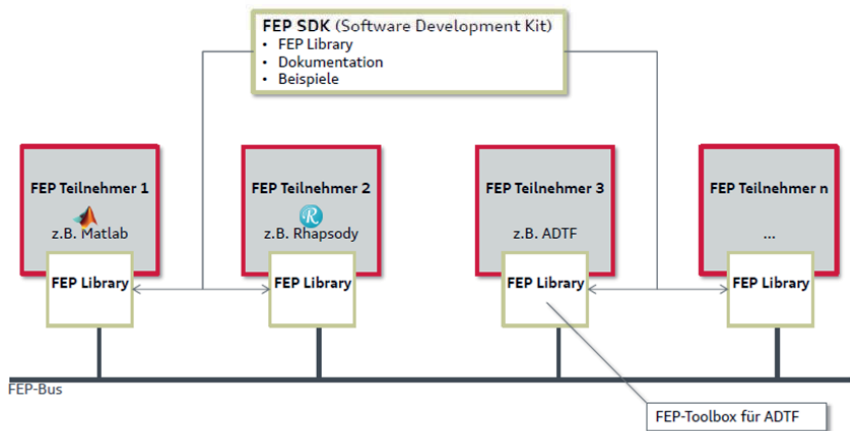 FEP SDK (Software Development Kit)
• FEP Library
• Dokumentation
• Beispiele
FEP Teilnehmer 1
z.B. Matlab
FEP Library
FEP Teilnehmer 2
R
z.B. Rhapsody
FEP Library
FEP Teilnehmer 3
z.B. ADTF
FEP Library
FEP Teilnehmer n
...
FEP Library
FEP-Bus
FEP-Toolbox für ADTF